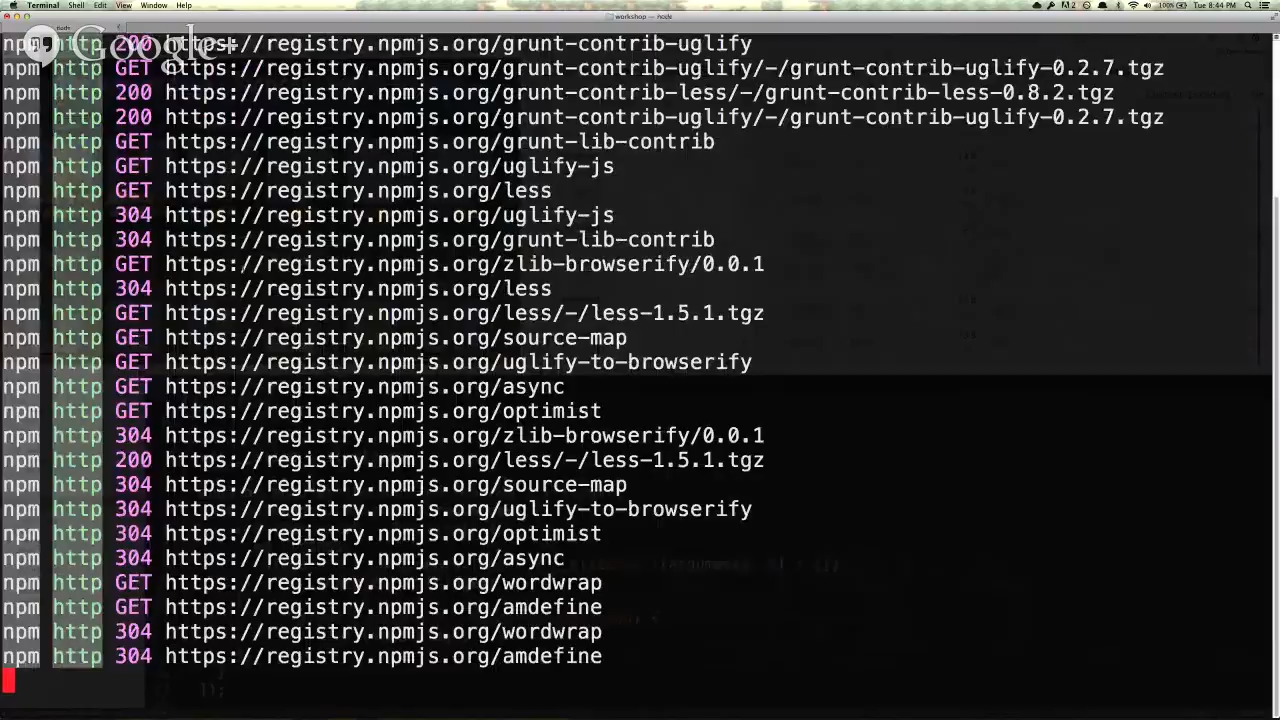 Terminal Shell Edit View Window Help
100% Tue 8:44 PM
workshop — node
Google+
npm http 200 https://registry.npmjs.org/grunt-contrib-uglify
npm http GET https://registry.npmjs.org/grunt-contrib-uglify/-/grunt-contrib-uglify-0.2.7.tgz
npm http 200 https://registry.npmjs.org/grunt-contrib-less/-/grunt-contrib-less-0.8.2.tgz
npm http 200 https://registry.npmjs.org/grunt-contrib-uglify/-/grunt-contrib-uglify-0.2.7.tgz
npm http GET https://registry.npmjs.org/grunt-lib-contrib
npm http GET https://registry.npmjs.org/uglify-js
npm http GET https://registry.npmjs.org/less
npm http 304 https://registry.npmjs.org/uglify-js
npm http 304 https://registry.npmjs.org/grunt-lib-contrib
npm http GET https://registry.npmjs.org/zlib-browserify/0.0.1
npm http 304 https://registry.npmjs.org/less
npm http GET https://registry.npmjs.org/less/-/less-1.5.1.tgz
npm http GET https://registry.npmjs.org/source-map
npm http GET https://registry.npmjs.org/uglify-to-browserify
npm http GET https://registry.npmjs.org/async
npm http GET https://registry.npmjs.org/optimist
npm http 304 https://registry.npmjs.org/zlib-browserify/0.0.1
npm http 200 https://registry.npmjs.org/less/-/less-1.5.1.tgz
npm http 304 https://registry.npmjs.org/source-map
npm http 304 https://registry.npmjs.org/uglify-to-browserify
npm http 304 https://registry.npmjs.org/optimist
npm http 304 https://registry.npmjs.org/async
npm http GET https://registry.npmjs.org/wordwrap
npm http GET https://registry.npmjs.org/amdefine
npm http 304 https://registry.npmjs.org/wordwrap
npm http 304 https://registry.npmjs.org/amdefine
});